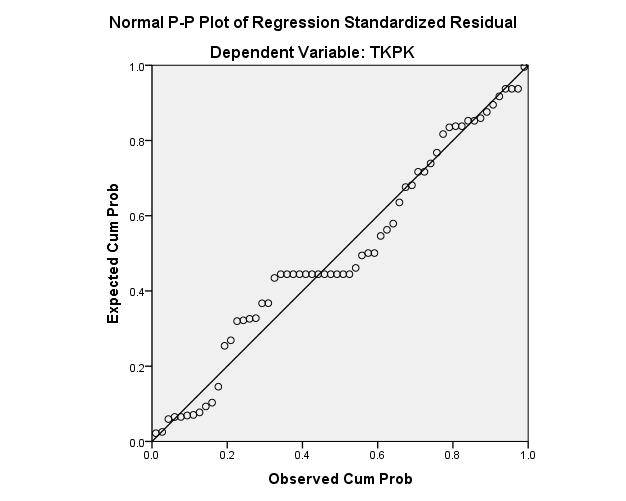 Normal P-P Plot of Regression Standardized Residual
Dependent Variable: TKPK
1.0
0.8
0.6
0.4
0.2
0.0
Expected Cum Prob
0.0 0.2 0.4 0.6 0.8 1.0
Observed Cum Prob